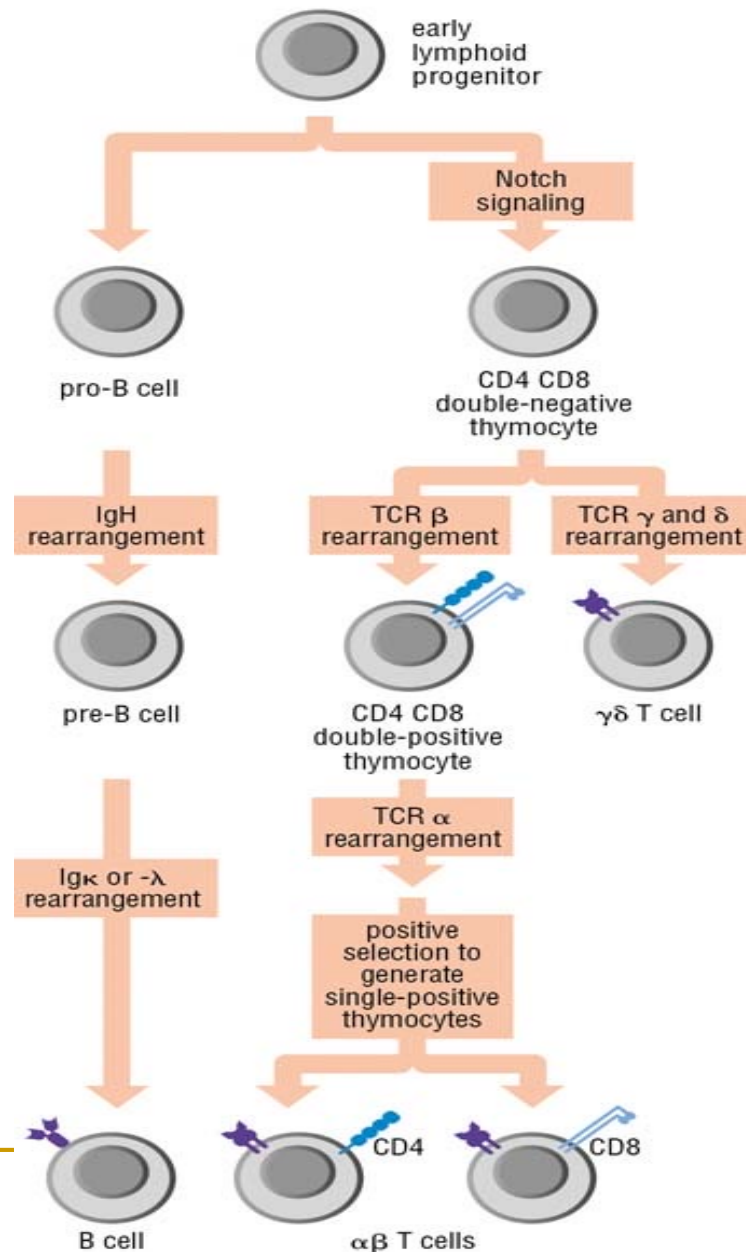 early
lymphoid
progenitor
Notch
signaling
pro-B cell
CD4 CD8
double-negative
thymocyte
IgH
rearrangement
TCR β
rearrangement
TCR γ and δ
rearrangement
pre-B cell
CD4 CD8
double-positive
thymocyte
γδ T cell
TCR α
rearrangement
Igκ or -λ
rearrangement
positive
selection to
generate
single-positive
thymocytes
CD4
CD8
B cell
αβ T cells